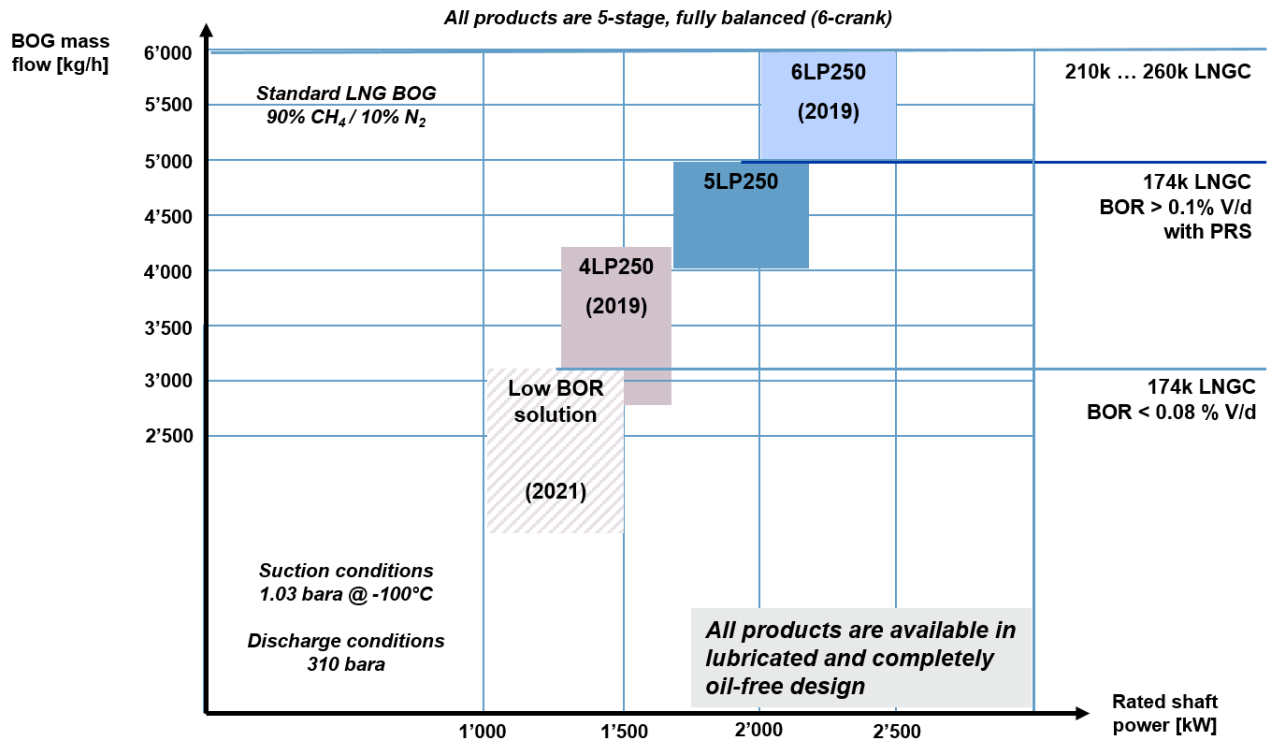 All products are 5-stage, fully balanced (6-crank)
BOG mass
flow [kg/h]
6’000
5’500
5’000
4’500
4’000
3’500
3’000
2’500
Standard LNG BOG
90% CH₄ / 10% N₂
6LP250
(2019)
5LP250
4LP250
(2019)
Low BOR
solution
(2021)
210k … 260k LNGC
174k LNGC
BOR > 0.1% V/d
with PRS
174k LNGC
BOR < 0.08 % V/d
Suction conditions
1.03 bara @ -100°C
Discharge conditions
310 bara
All products are available in
lubricated and completely
oil-free design
1’000
1’500
2’000
2’500
Rated shaft
power [kW]